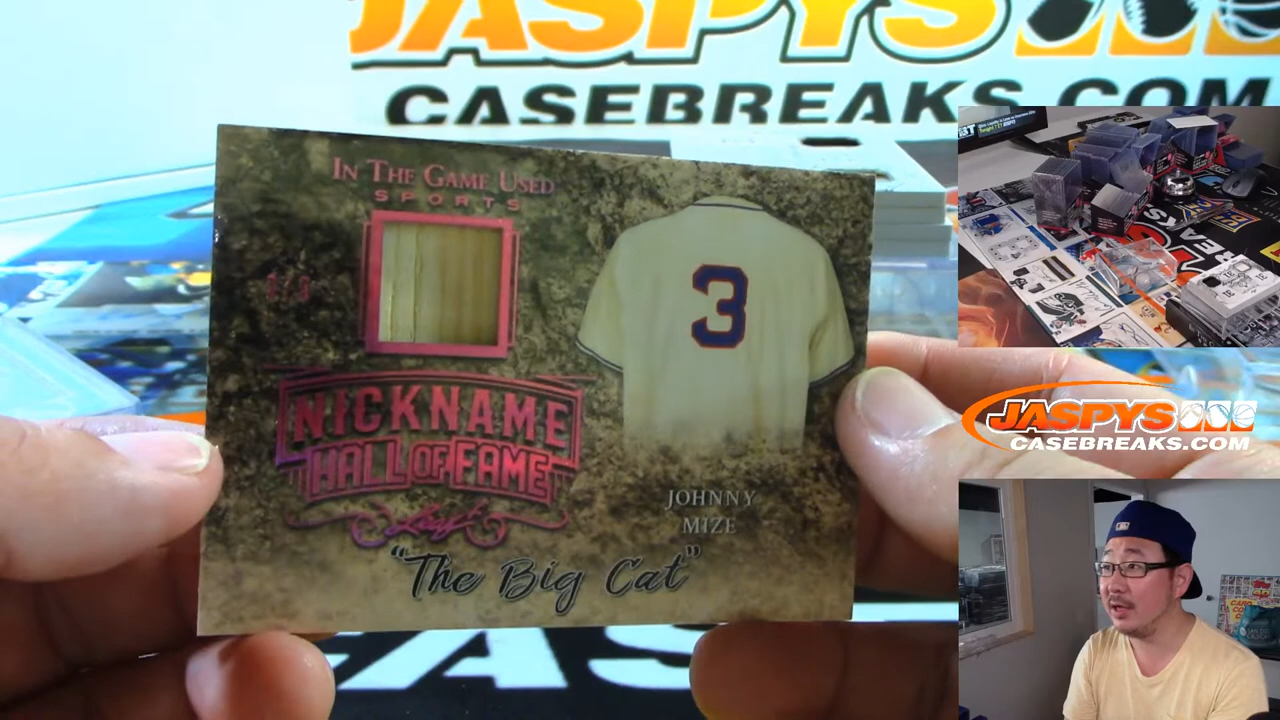 JASPYS
CASEBREAKS.COM
IN THE GAME USED
SPORTS
3
NICKNAME
HALL OF FAME
Leaf
JOHNNY
MIZE
"The Big Cat"
JASPYS
CASEBREAKS.COM